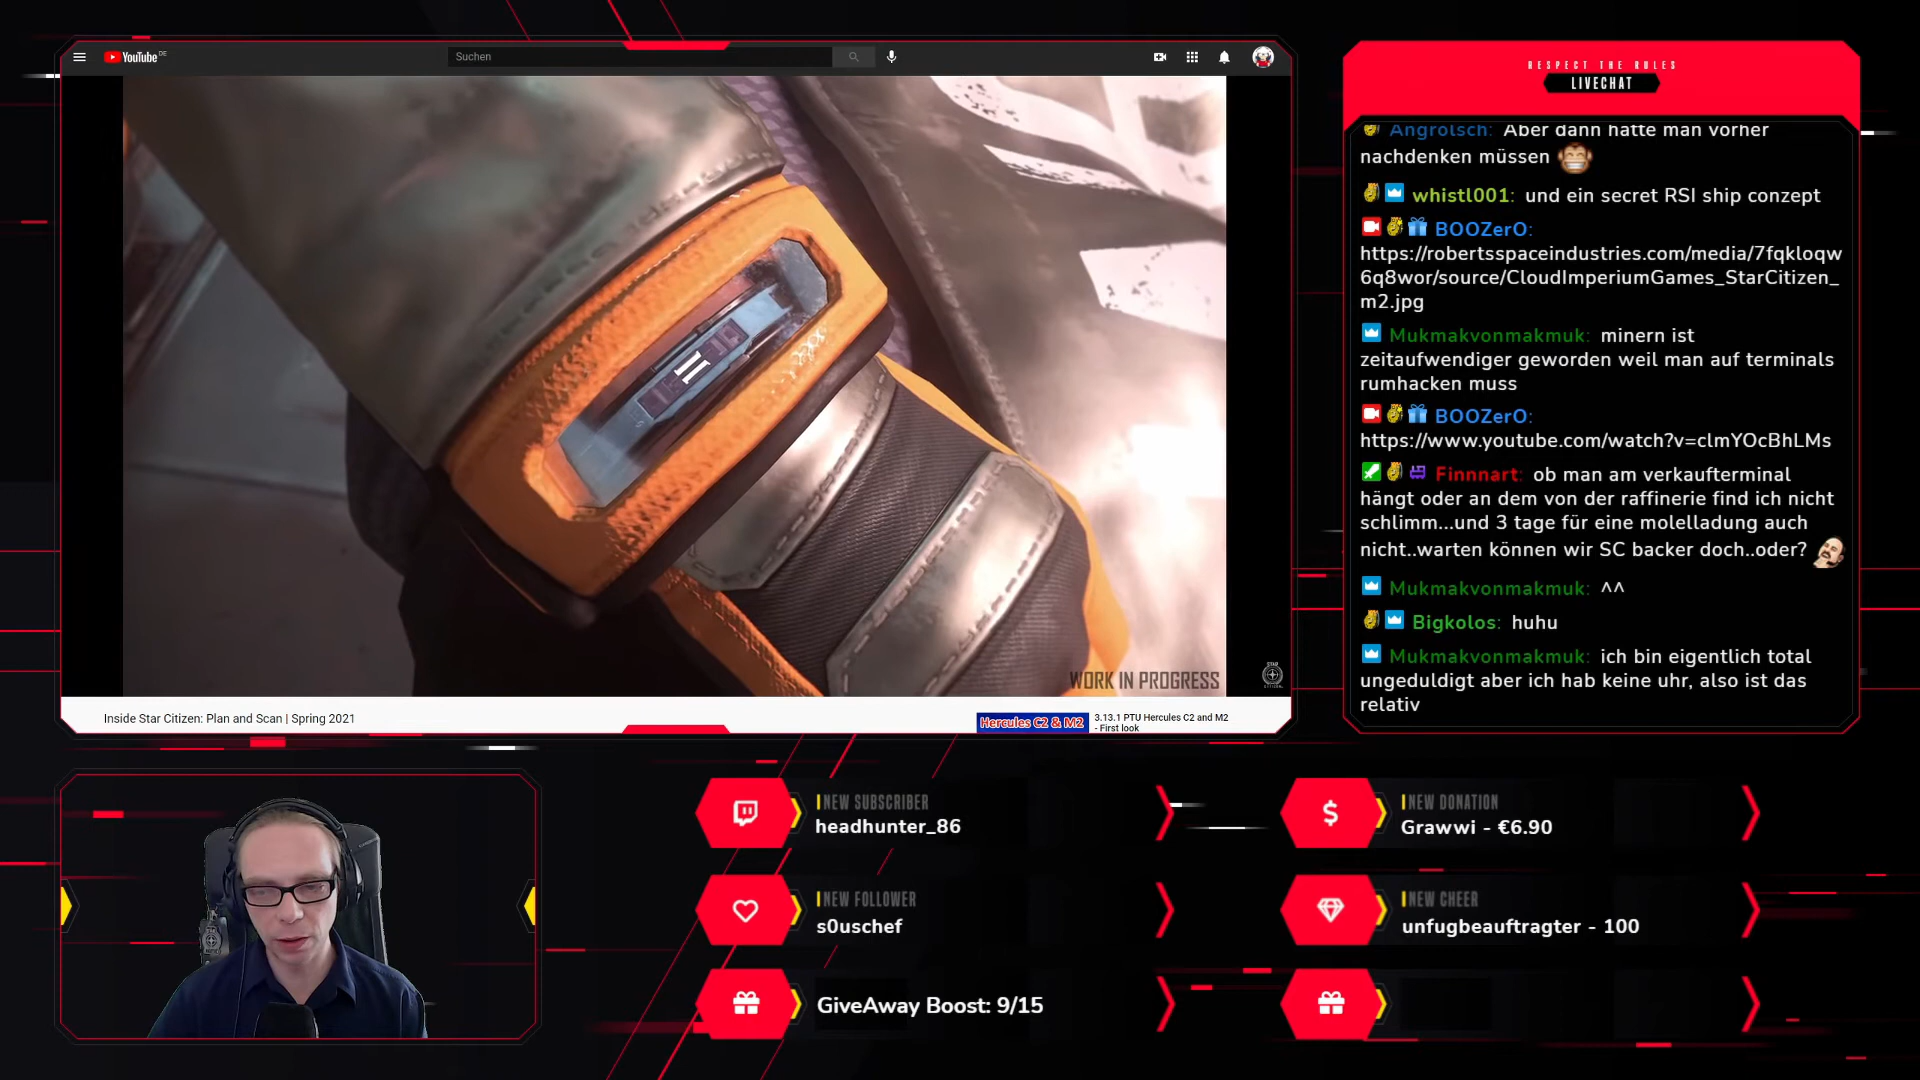 YouTube DE
Suchen
WORK IN PROGRESS
Inside Star Citizen: Plan and Scan | Spring 2021
Hercules C2 & M2
3.13.1 PTU Hercules C2 and M2
- First look
RESPECT THE RULES
LIVECHAT
Angrolsch: Aber dann hätte man vorher
nachdenken müssen
whistl001: und ein secret RSI ship conzept
BOOZerO:
https://robertsspaceindustries.com/media/7fqkloqw
6q8wor/source/CloudImperiumGames_StarCitizen_
m2.jpg
Mukmakvonmakmuk: minern ist
zeitaufwendiger geworden weil man auf terminals
rumhacken muss
BOOZerO:
https://www.youtube.com/watch?v=clmYOcBhLMs
Finnnart: ob man am verkaufterminal
hängt oder an dem von der raffinerie find ich nicht
schlimm...und 3 tage für eine molelladung auch
nicht..warten können wir SC backer doch..oder?
Mukmakvonmakmuk: ^^
Bigkolos: huhu
Mukmakvonmakmuk: ich bin eigentlich total
ungeduldigt aber ich hab keine uhr, also ist das
relativ
NEW SUBSCRIBER
headhunter_86
NEW DONATION
Grawwi - €6.90
NEW FOLLOWER
s0uschef
NEW CHEER
unfugbeauftragter - 100
GiveAway Boost: 9/15